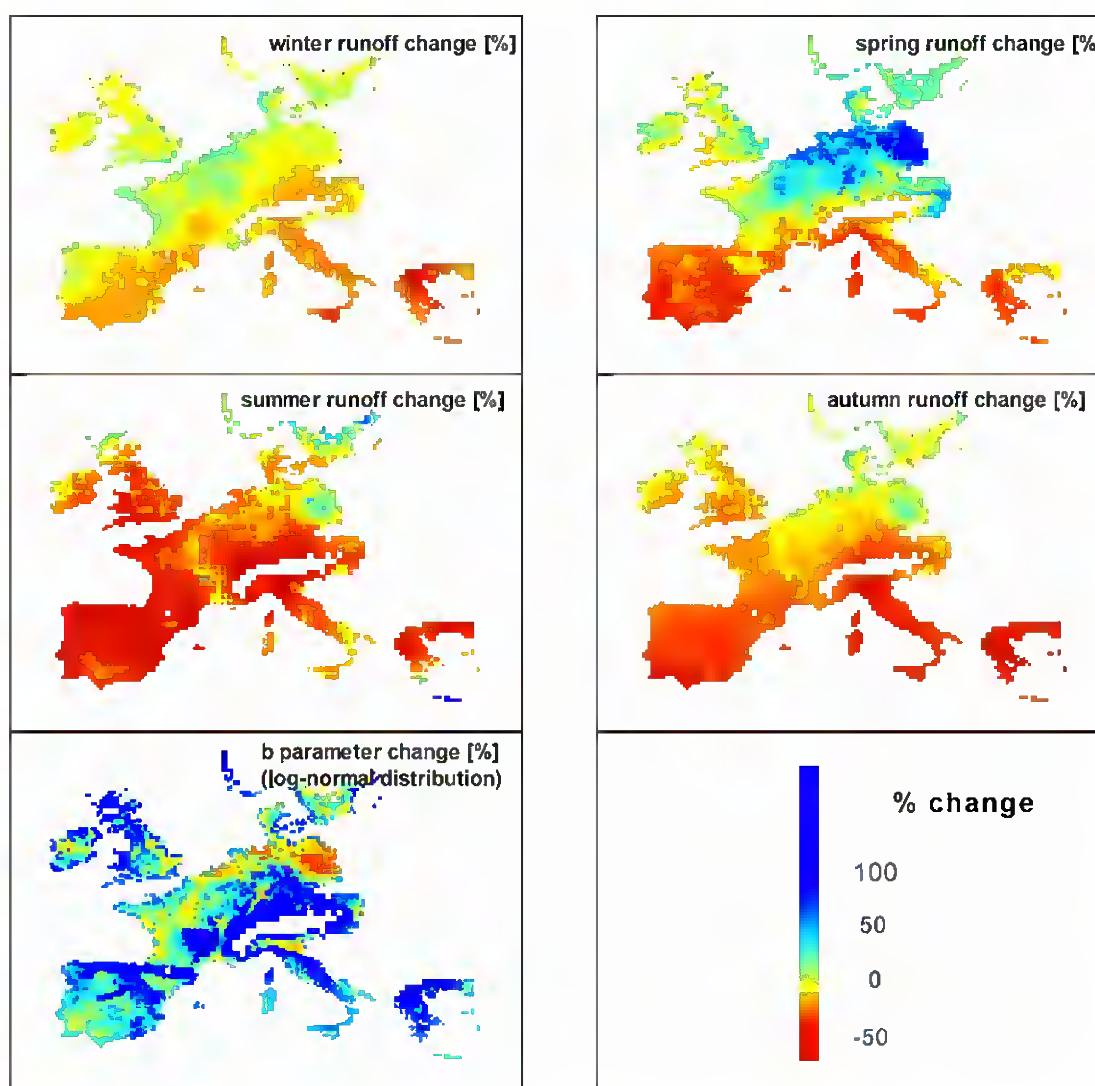 winter runoff change [%]
spring runoff change [%
summer runoff change [%]
autumn runoff change [%]
b parameter change [%]
(log-normal distribution)
% change
100
50
0
-50